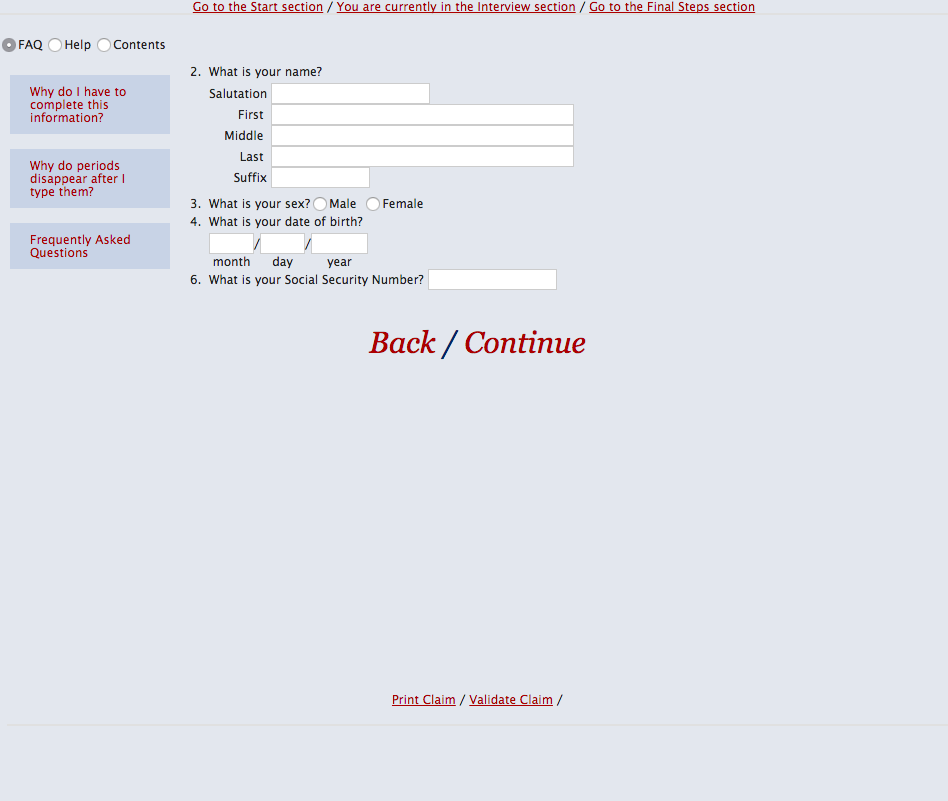 Go to the Start section / You are currently in the Interview section / Go to the Final Steps section
FAQ Help Contents
Why do I have to
complete this
information?
Why do periods
disappear after I
type them?
Frequently Asked
Questions
2. What is your name?
Salutation
First
Middle
Last
Suffix
3. What is your sex? Male Female
4. What is your date of birth?
/ /
month day year
6. What is your Social Security Number?
Back / Continue
Print Claim / Validate Claim /